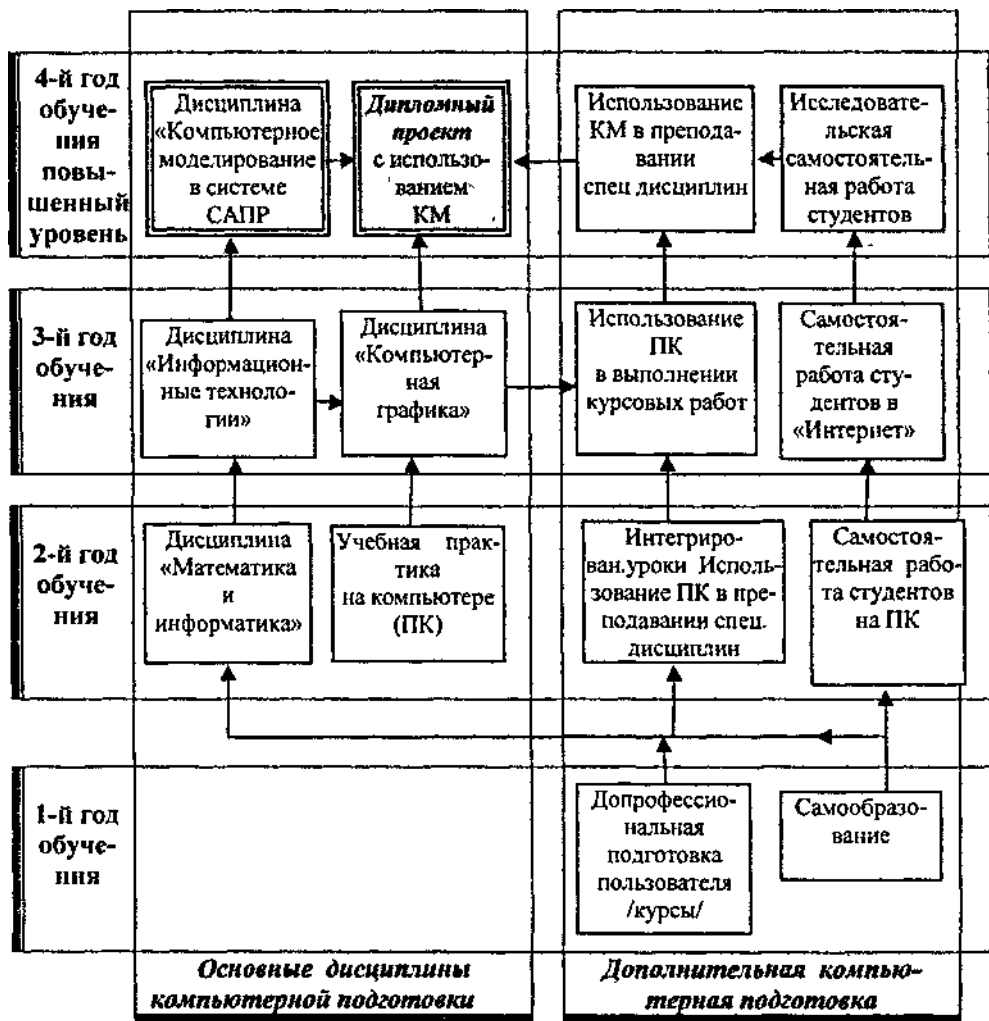 4-й год
обуче-
ния
повы-
шенный
уровень
Дисциплина
«Компьютерное
моделирование
в системе
САПР
Дипломный
проект
с использо-
ванием
КМ
Использование
КМ в препода-
вании
спец дисциплин
Исследовате-
льская
самостоятель-
ная работа
студентов
3-й год
обуче-
ния
Дисциплина
«Информацион-
ные техноло-
гии»
Дисциплина
«Компьютер-
ная
графика»
Использование
ПК
в выполнении
курсовых работ
Самостоя-
тельная
работа сту-
дентов в
«Интернет»
2-й год
обуче-
ния
Дисциплина
«Математика
и
информатика»
Учебная прак-
тика
на компьютере
(ПК)
Интегриро-
ван.уроки Исполь-
зование ПК в пре-
подавании спец.
дисциплин
Самостоя-
тельная рабо-
та студентов
на ПК
1-й год
обуче-
ния
Допрофессио-
нальная
подготовка
пользователя
/курсы/
Самообразо-
вание
Основные дисциплины
компьютерной подготовки
Дополнительная компью-
терная подготовка